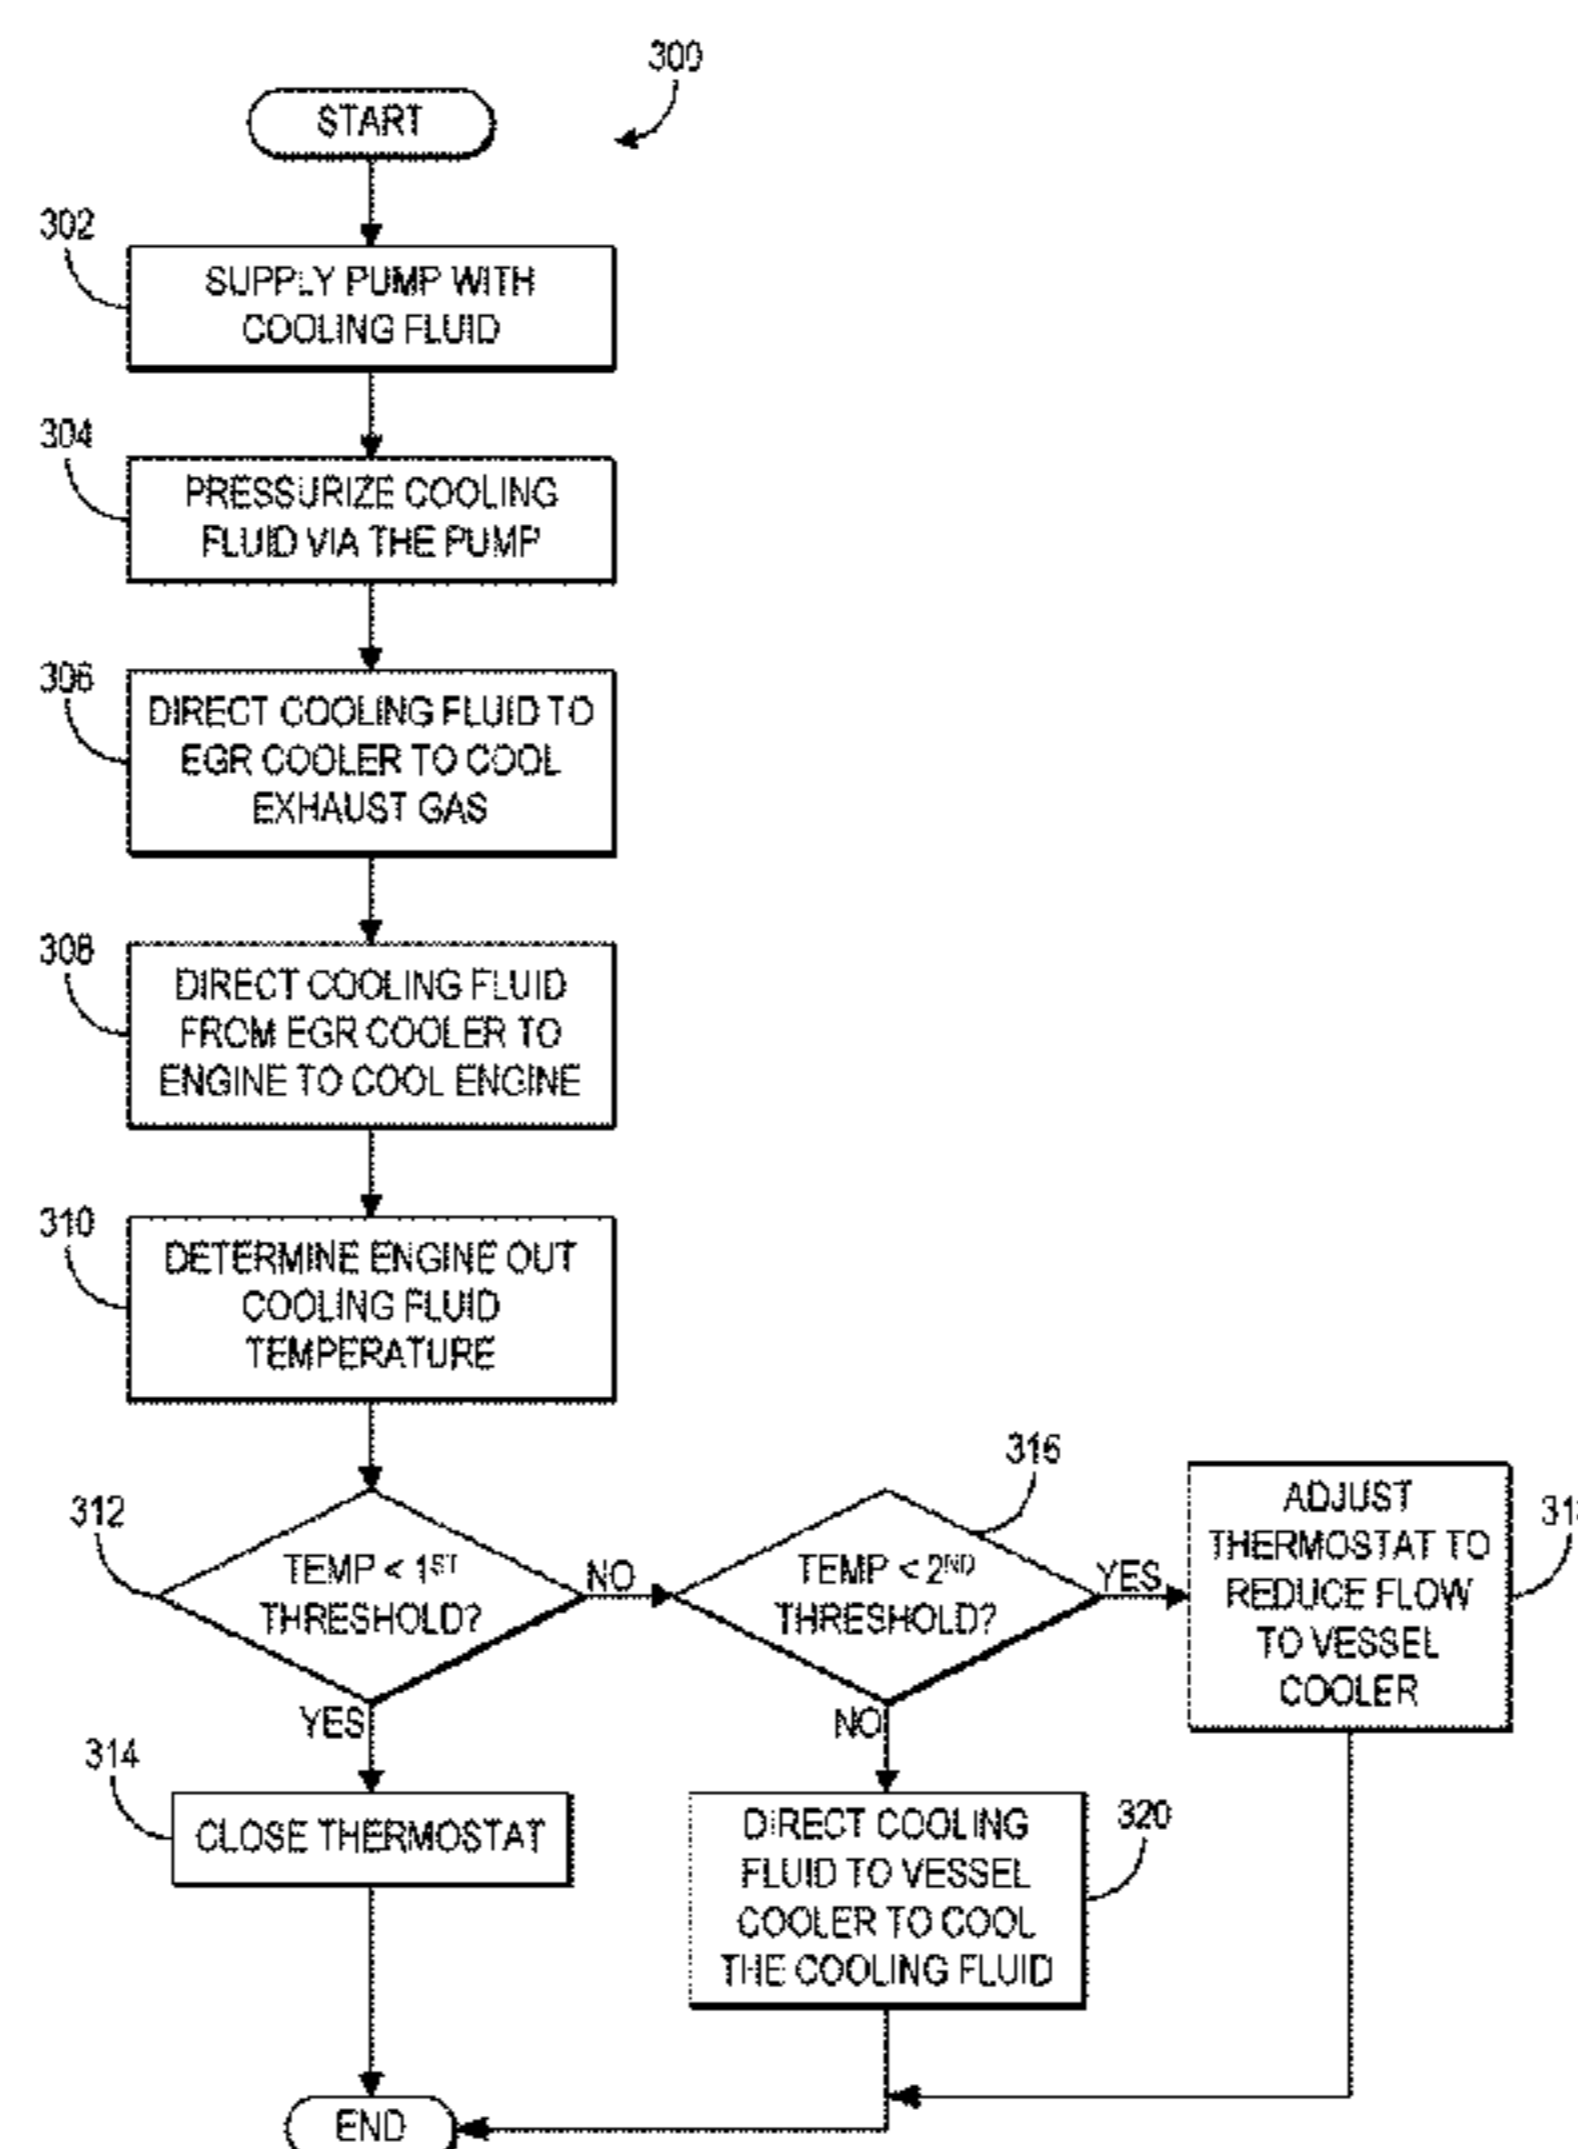 300
START
302
SUPPLY PUMP WITH
COOLING FLUID
304
PRESSURIZE COOLING
FLUID VIA THE PUMP
306
DIRECT COOLING FLUID TO
EGR COOLER TO COOL
EXHAUST GAS
308
DIRECT COOLING FLUID
FROM EGR COOLER TO
ENGINE TO COOL ENGINE
310
DETERMINE ENGINE OUT
COOLING FLUID
TEMPERATURE
312
TEMP < 1ST
THRESHOLD?
NO
YES
316
TEMP < 2ND
THRESHOLD?
YES
NO
ADJUST
THERMOSTAT TO
REDUCE FLOW
TO VESSEL
COOLER
314
CLOSE THERMOSTAT
DIRECT COOLING
FLUID TO VESSEL
COOLER TO COOL
THE COOLING FLUID
320
END